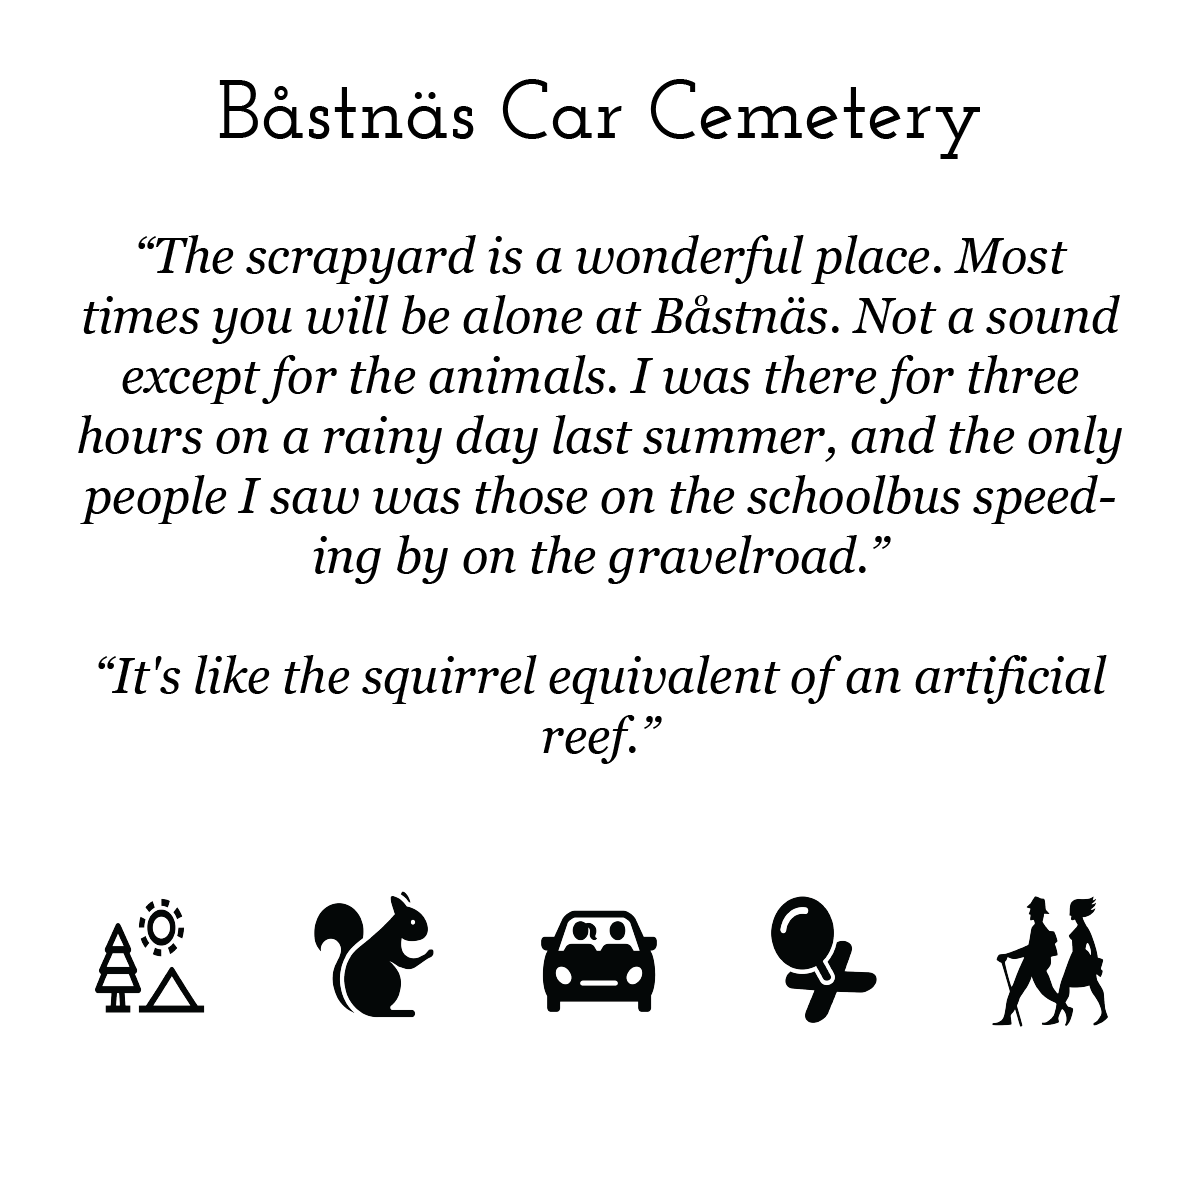 Båstnäs Car Cemetery
“The scrapyard is a wonderful place. Most
times you will be alone at Båstnäs. Not a sound
except for the animals. I was there for three
hours on a rainy day last summer, and the only
people I saw was those on the schoolbus speed-
ing by on the gravelroad.”
“It's like the squirrel equivalent of an artificial
reef.”